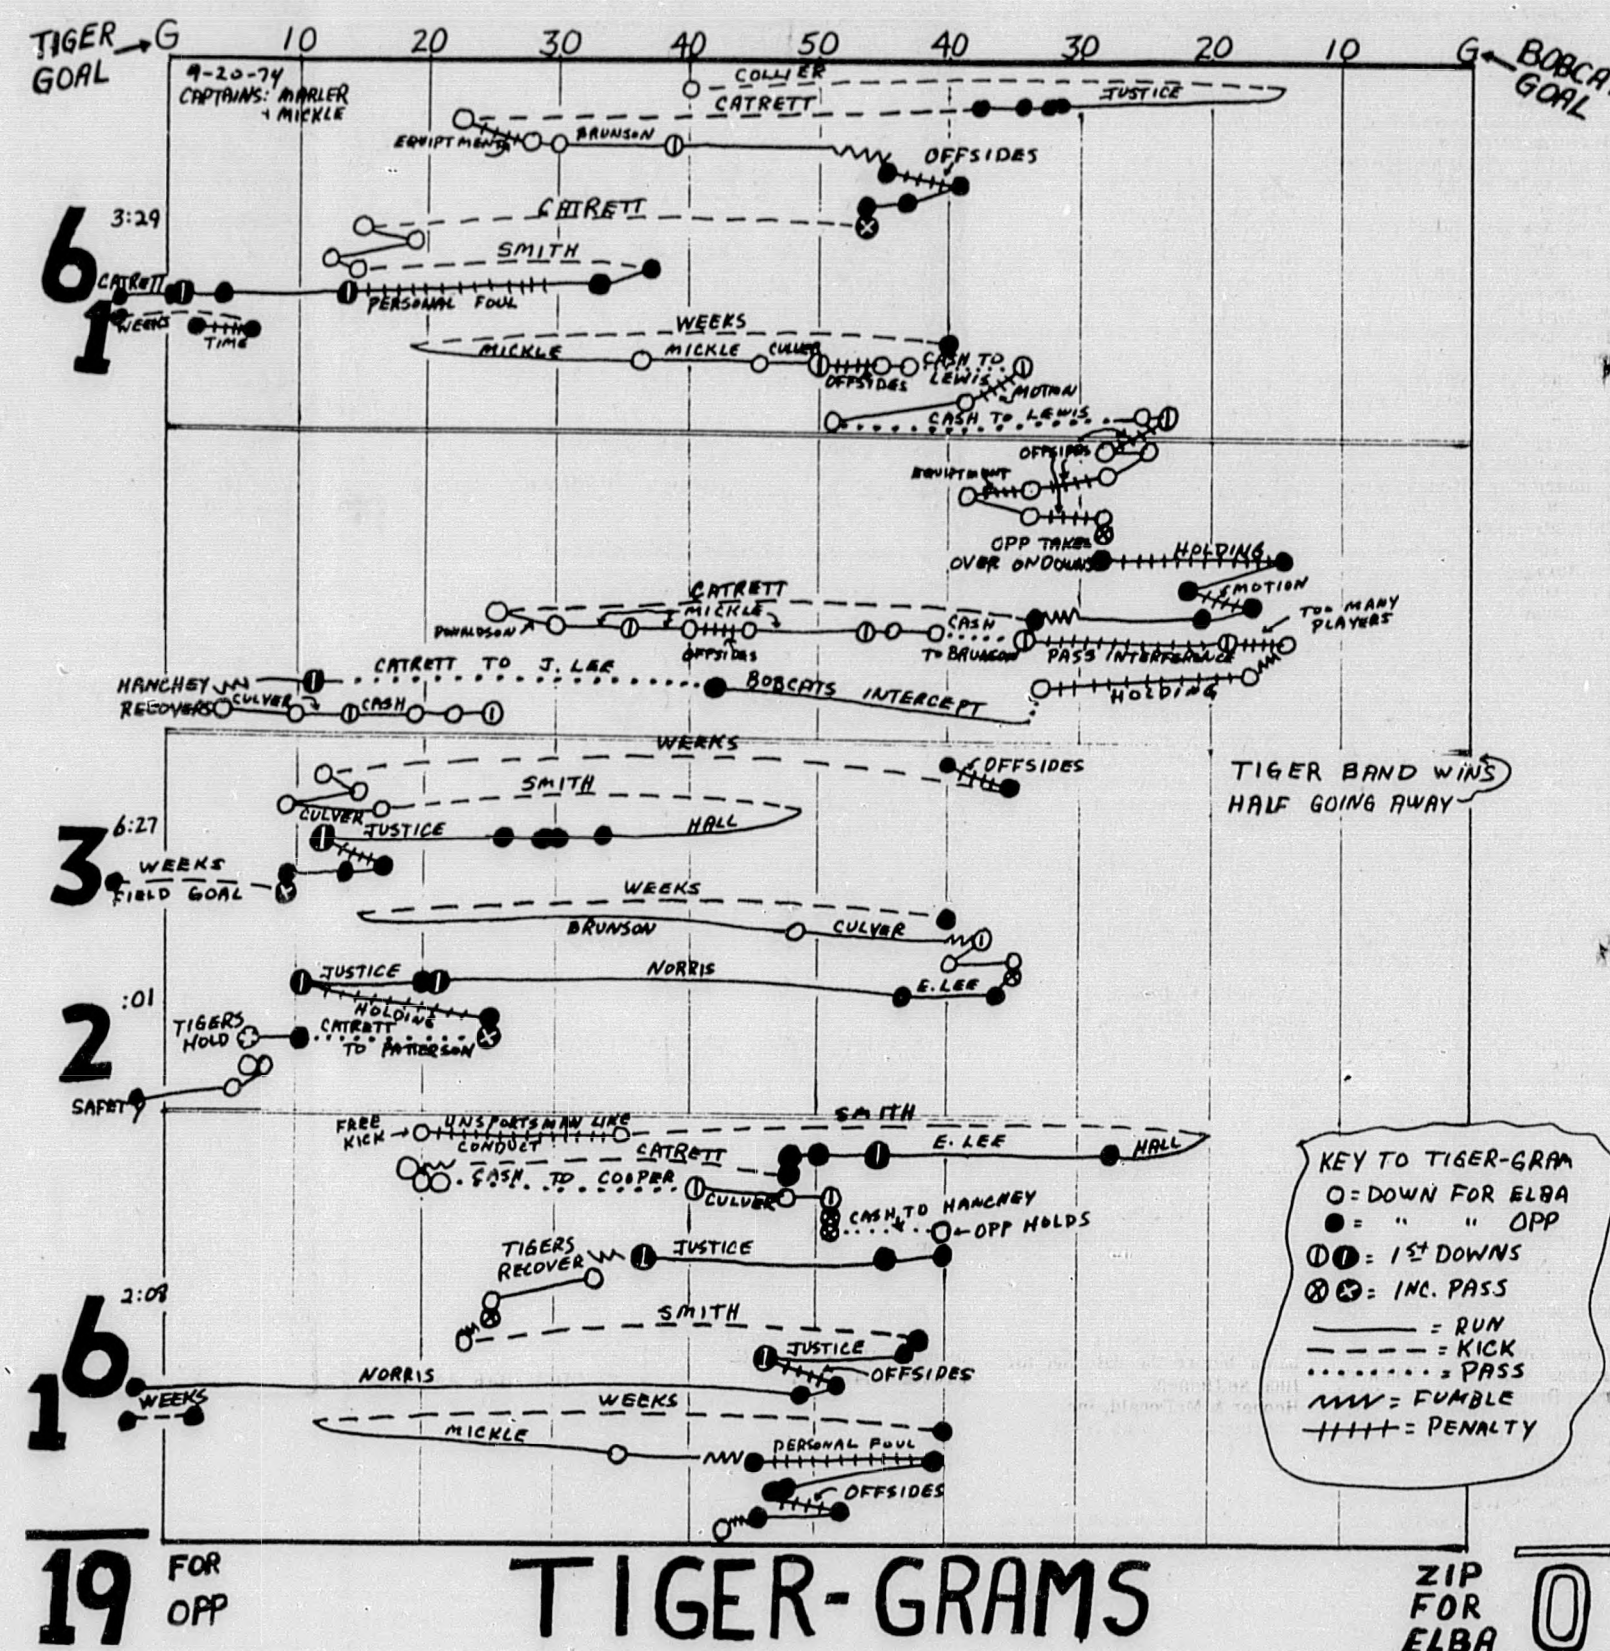 TIGER GOAL → G 10 20 30 40 50 40 30 20 10 G ← BOBCA
GOAL
9-20-74
CAPTAINS: MARLER
+ MICKLE
COLLIER
JUSTICE
CATRETT
EQUIPTMENT
BRUNSON
OFFSIDES
3:29
CATRETT
SMITH
6
CATRETT
PERSONAL FOUL
1
WEEKS
TIME
WEEKS
MICKLE
MICKLE
CULVER
OFFSIDES
CASH TO
LEWIS
MOTION
CASH TO LEWIS
OFFSIDES
EQUIPTMENT
OPP TAKES
OVER ON DOWNS
HOLDING
MOTION
CATRETT
MICKLE
DONALDSON
OFFSIDES
CASH
TO BRUNSON
PASS INTERFERENCE
TOO MANY
PLAYERS
HOLDING
CATRETT TO J. LEE
BOBCATS INTERCEPT
HANCHEY
RECOVERS
CULVER
CASH
WEEKS
OFFSIDES
TIGER BAND WINS
HALF GOING AWAY
SMITH
CULVER
6:27
JUSTICE
HALL
3
WEEKS
FIELD GOAL
WEEKS
BRUNSON
CULVER
JUSTICE
NORRIS
E. LEE
:01
2
HOLDING
TIGERS
HOLD
CATRETT
TO PATTERSON
SAFETY
FREE
KICK →
UNSPORTSMAN LIKE
CONDUCT
SMITH
E. LEE
HALL
CATRETT
CASH TO COOPER
CULVER
CASH TO HANCHEY
← OPP HOLDS
TIGERS
RECOVER
JUSTICE
2:08
6
SMITH
JUSTICE
OFFSIDES
NORRIS
1
WEEKS
WEEKS
MICKLE
PERSONAL FOUL
OFFSIDES
KEY TO TIGER-GRAM
= DOWN FOR ELBA
= " " OPP
= 1st DOWNS
= INC. PASS
= RUN
= KICK
= PASS
= FUMBLE
= PENALTY
19 FOR
OPP
TIGER-GRAMS
ZIP
FOR
ELBA
0